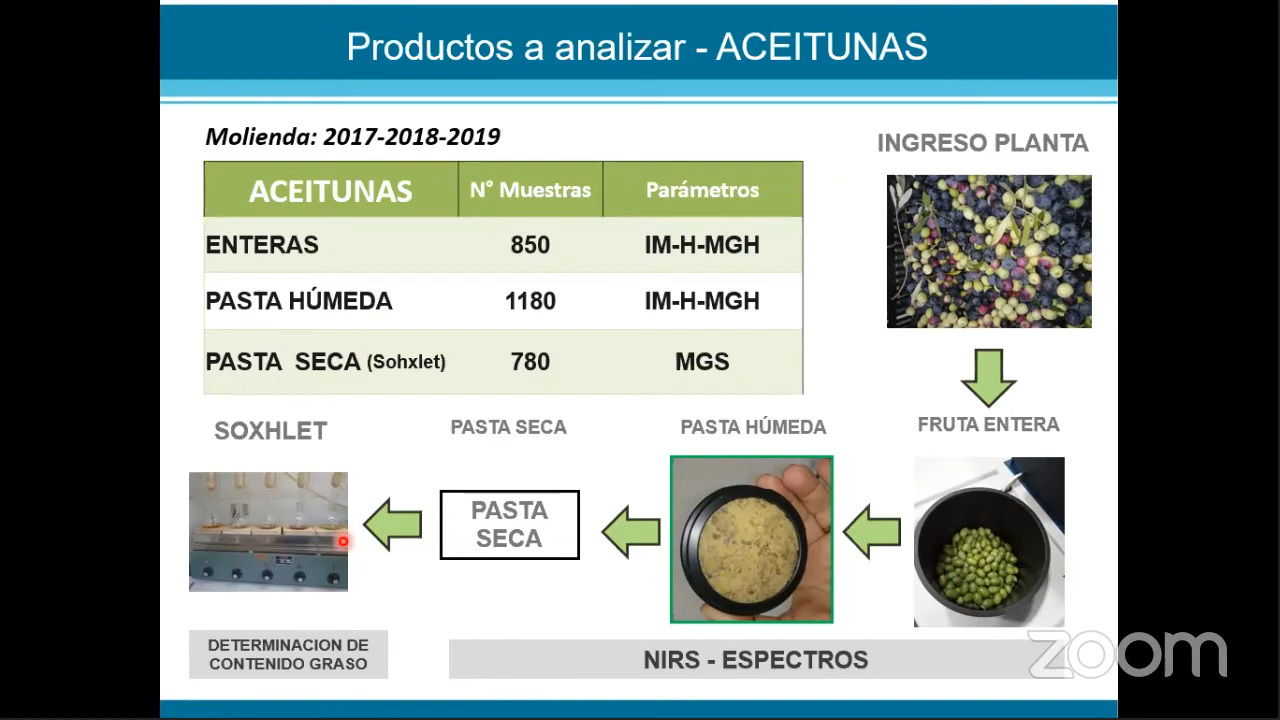 Productos a analizar - ACEITUNAS
Molienda: 2017-2018-2019
ACEITUNAS N° Muestras Parámetros
ENTERAS 850 IM-H-MGH
PASTA HÚMEDA 1180 IM-H-MGH
PASTA SECA (Sohxlet) 780 MGS
INGRESO PLANTA
SOXHLET
PASTA SECA
PASTA HÚMEDA
FRUTA ENTERA
PASTA
SECA
DETERMINACION DE
CONTENIDO GRASO
NIRS - ESPECTROS
zoom